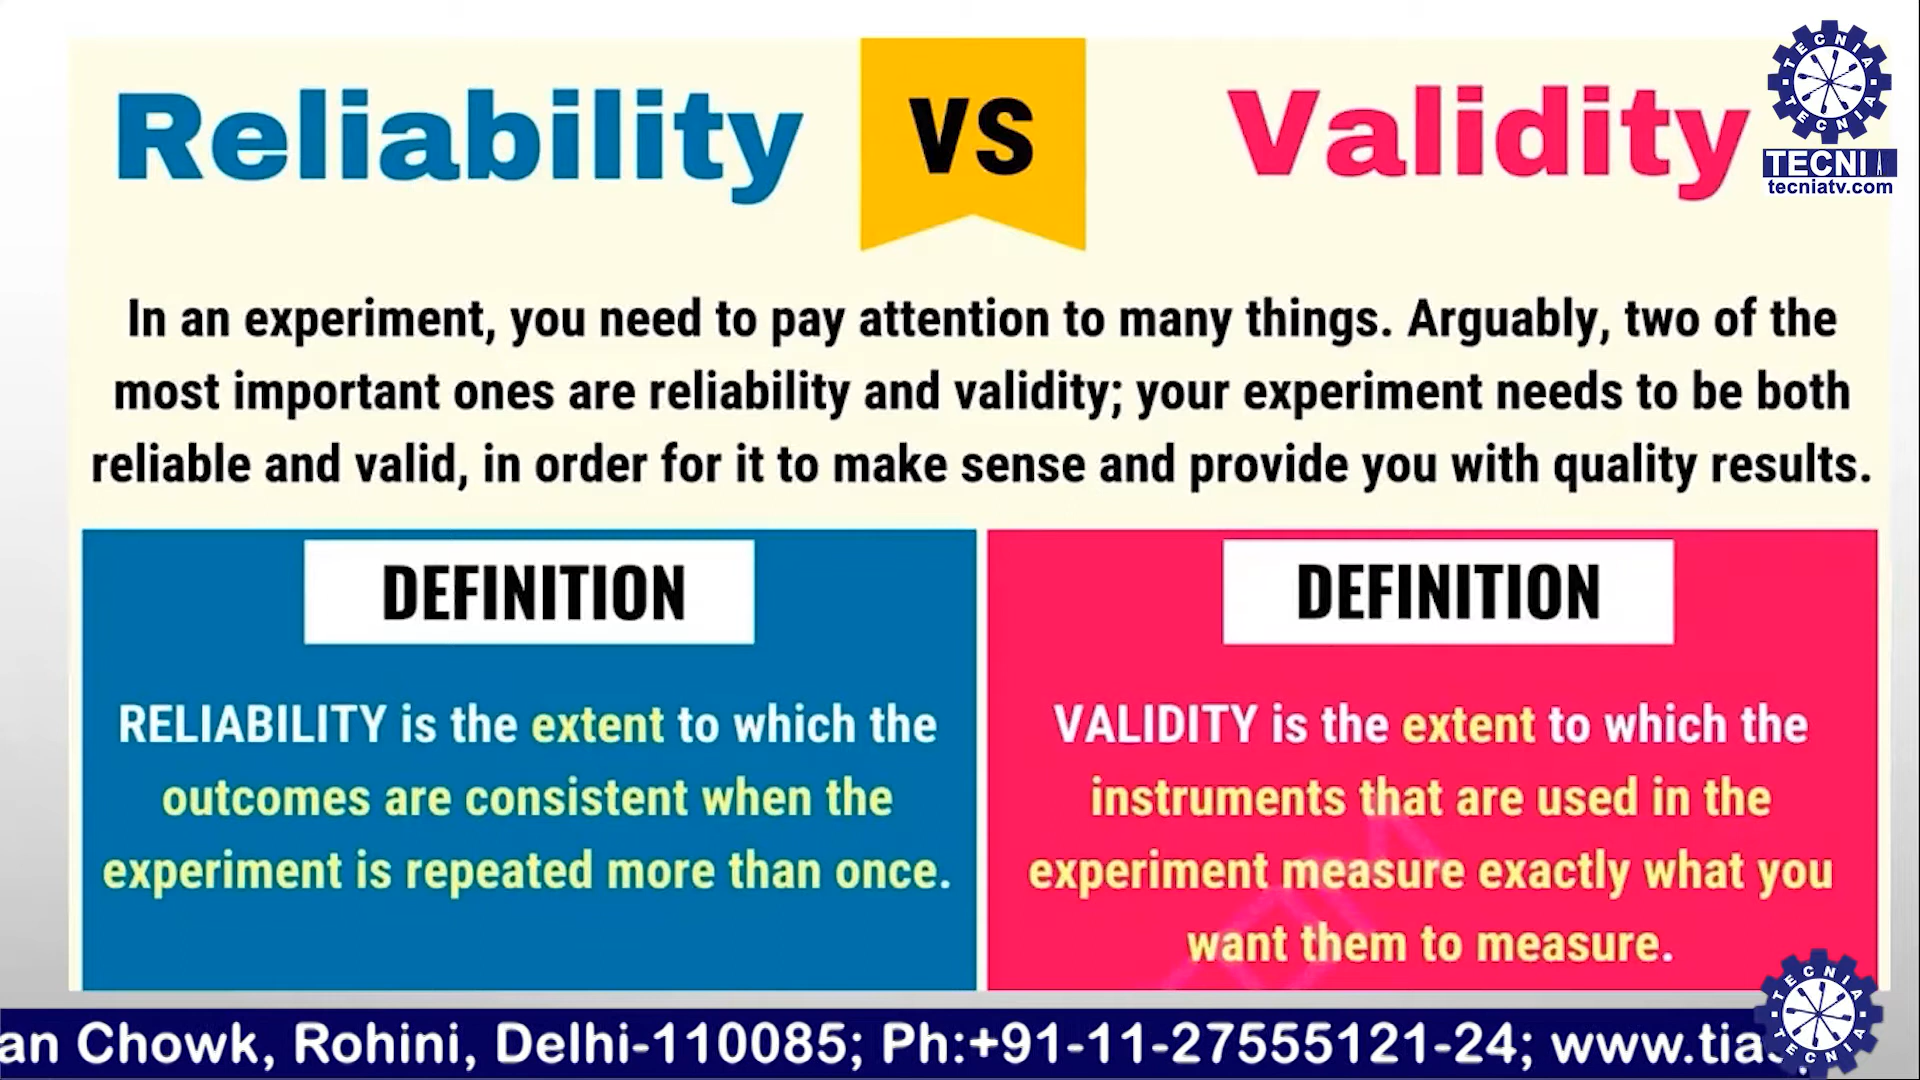 Reliability
VS
Validity
TECNIA
TECNIA
TECNIA
tecniatv.com
In an experiment, you need to pay attention to many things. Arguably, two of the
most important ones are reliability and validity; your experiment needs to be both
reliable and valid, in order for it to make sense and provide you with quality results.
DEFINITION
RELIABILITY is the extent to which the
outcomes are consistent when the
experiment is repeated more than once.
DEFINITION
VALIDITY is the extent to which the
instruments that are used in the
experiment measure exactly what you
want them to measure.
TECNIA
TECNIA
an Chowk, Rohini, Delhi-110085; Ph:+91-11-27555121-24; www.tias